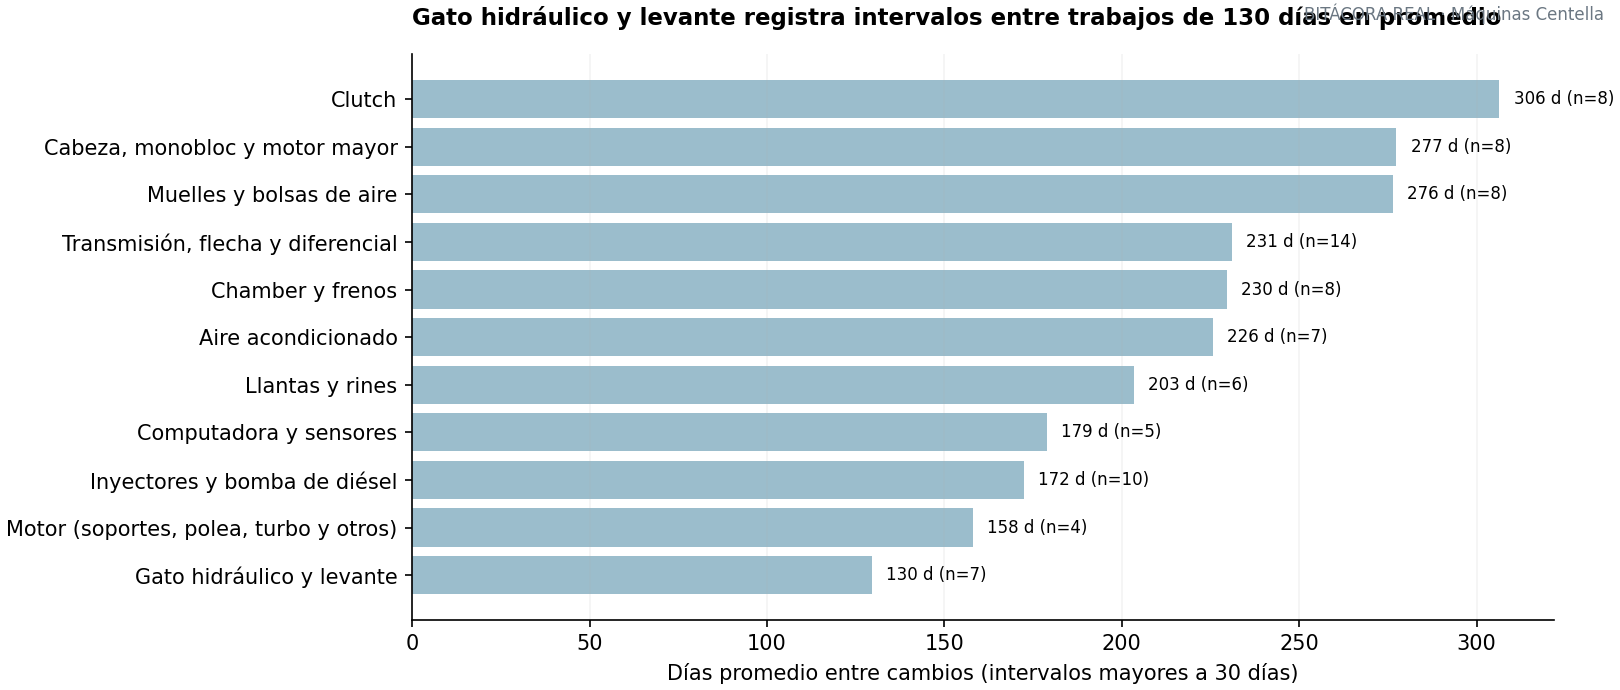 Gato hidráulico y levante registra intervalos entre trabajos de 130 días en promedio
BITÁCORA REAL · Máquinas Centella
Clutch 306 d (n=8)
Cabeza, monobloc y motor mayor 277 d (n=8)
Muelles y bolsas de aire 276 d (n=8)
Transmisión, flecha y diferencial 231 d (n=14)
Chamber y frenos 230 d (n=8)
Aire acondicionado 226 d (n=7)
Llantas y rines 203 d (n=6)
Computadora y sensores 179 d (n=5)
Inyectores y bomba de diésel 172 d (n=10)
Motor (soportes, polea, turbo y otros) 158 d (n=4)
Gato hidráulico y levante 130 d (n=7)
0 50 100 150 200 250 300
Días promedio entre cambios (intervalos mayores a 30 días)